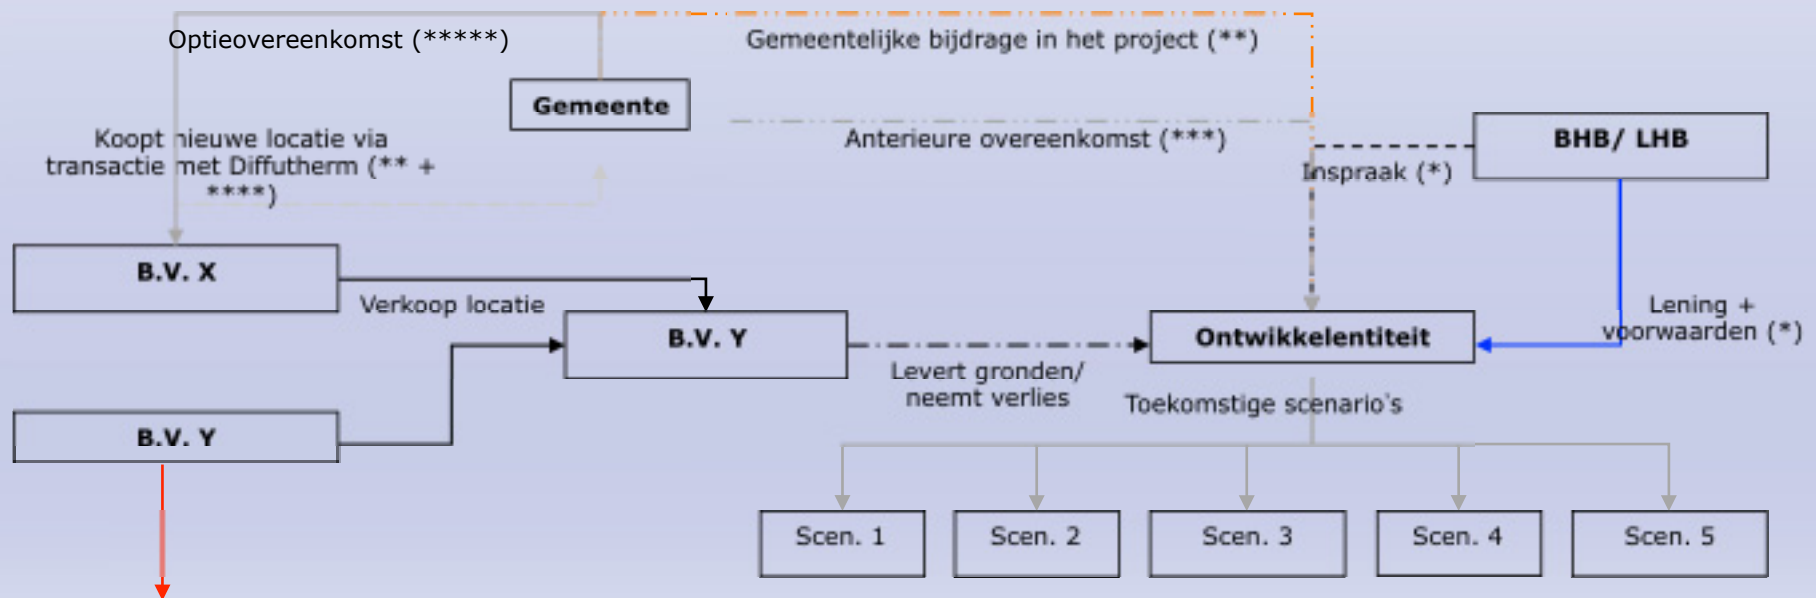 Optieovereenkomst (*****)
Gemeentelijke bijdrage in het project (**)
Gemeente
Koopt nieuwe locatie via
transactie met Diffutherm (** +
****)
Anterieure overeenkomst (***)
BHB/ LHB
Inspraak (*)
B.V. X
Verkoop locatie
B.V. Y
Ontwikkelentiteit
Lening +
voorwaarden (*)
Levert gronden/
neemt verlies
Toekomstige scenario's
B.V. Y
Scen. 1
Scen. 2
Scen. 3
Scen. 4
Scen. 5